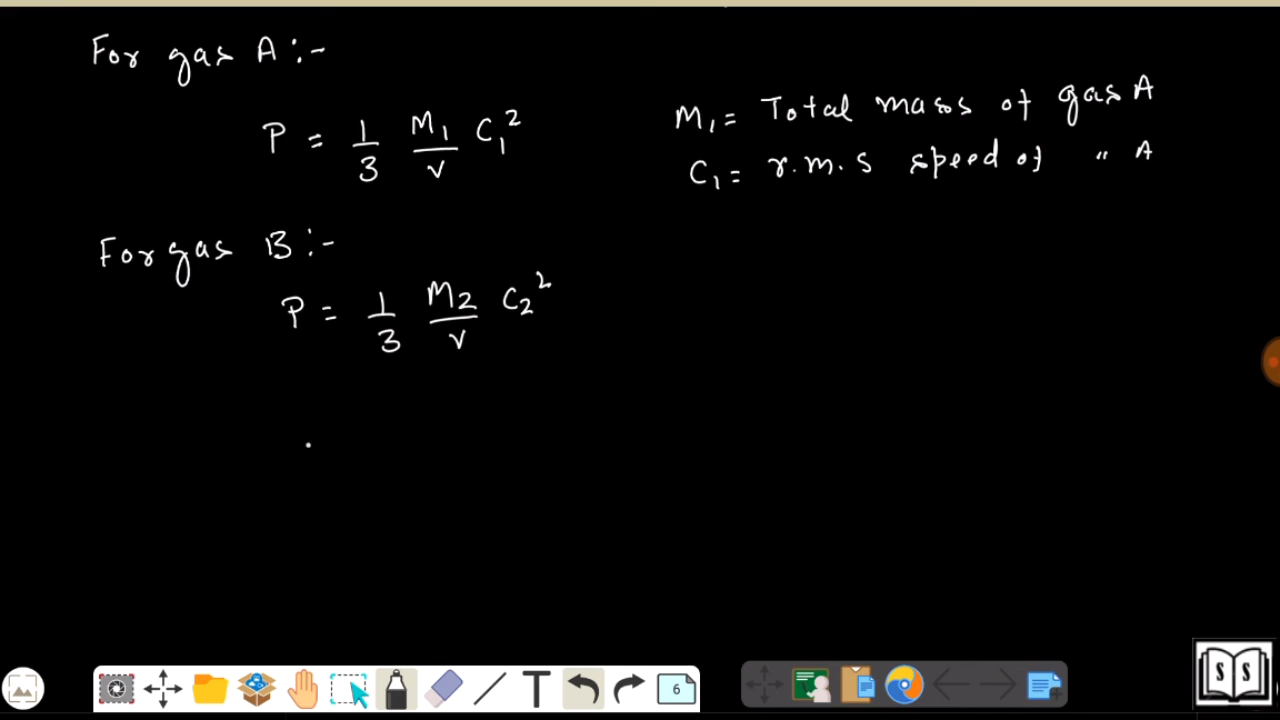 For gas A :-
P = 1/3 M₁/v C₁²
M₁ = Total mass of gas A
C₁ = r.m.s speed of " A
For gas B :-
P = 1/3 M₂/v C₂²
T
6
S S